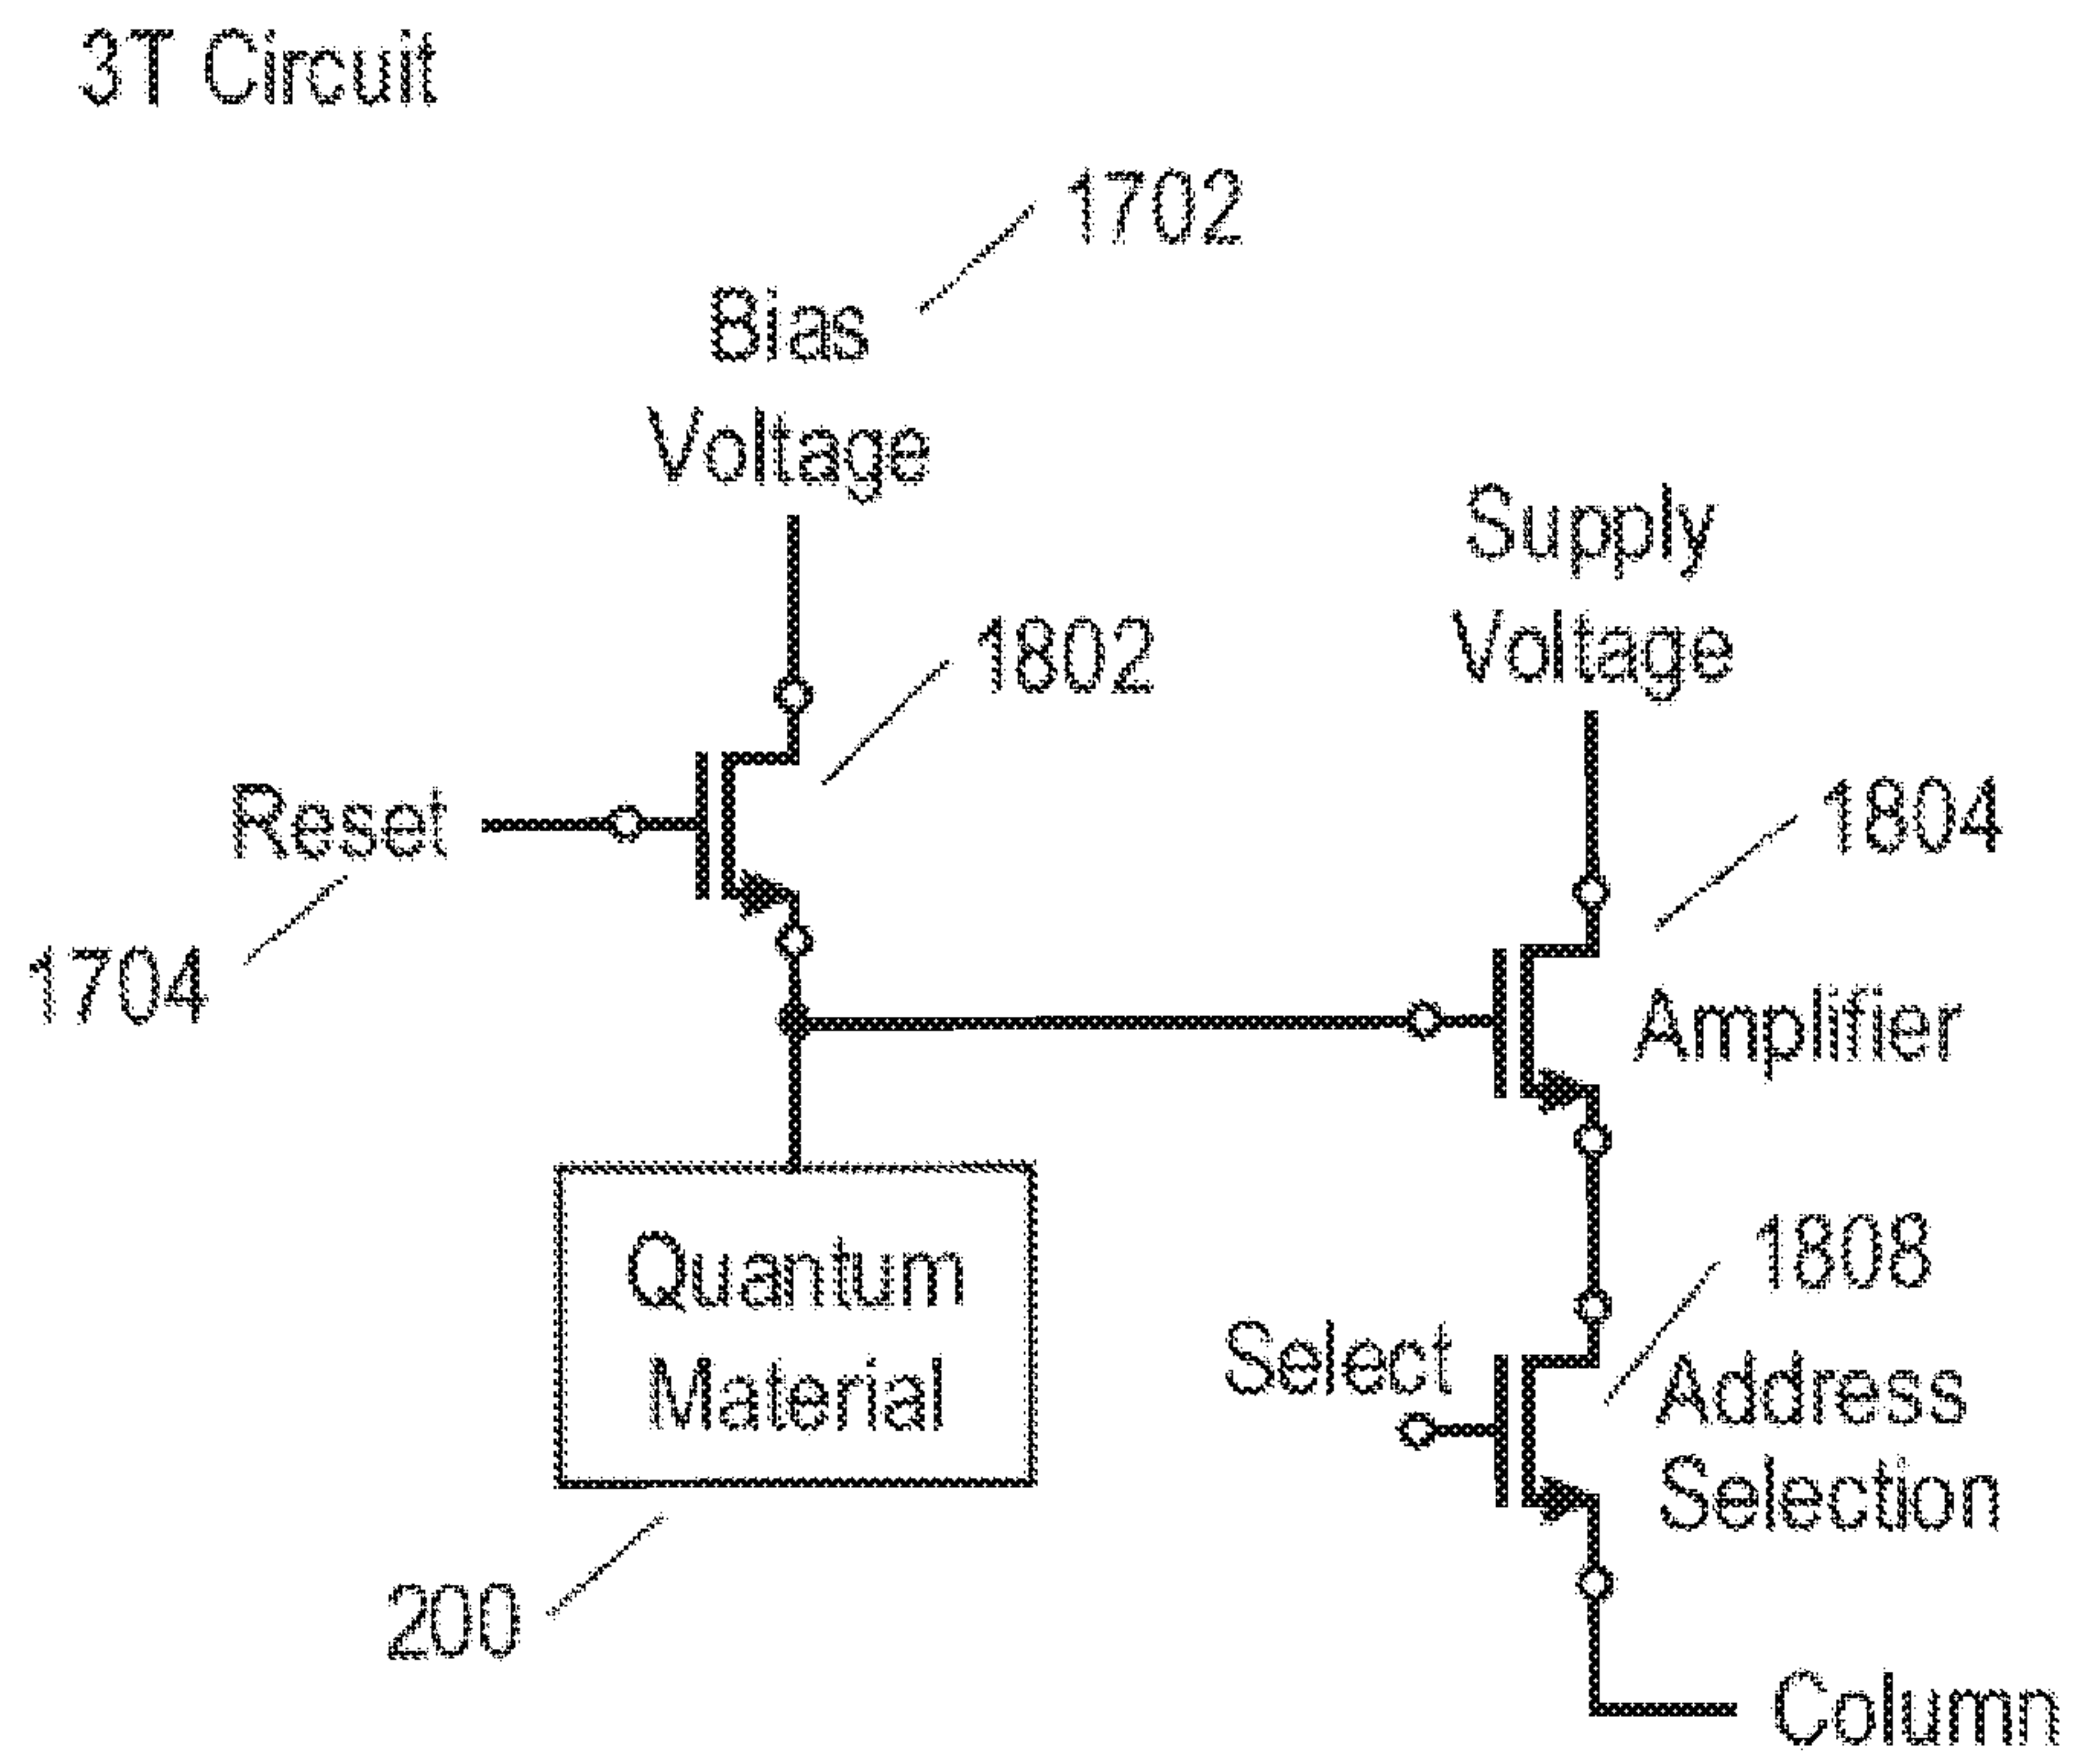 3T Circuit
1702
Bias
Voltage
Supply
Voltage
1802
1804
Reset
1704
Amplifier
Quantum
Material
1808
Select
Address
Selection
200
Column